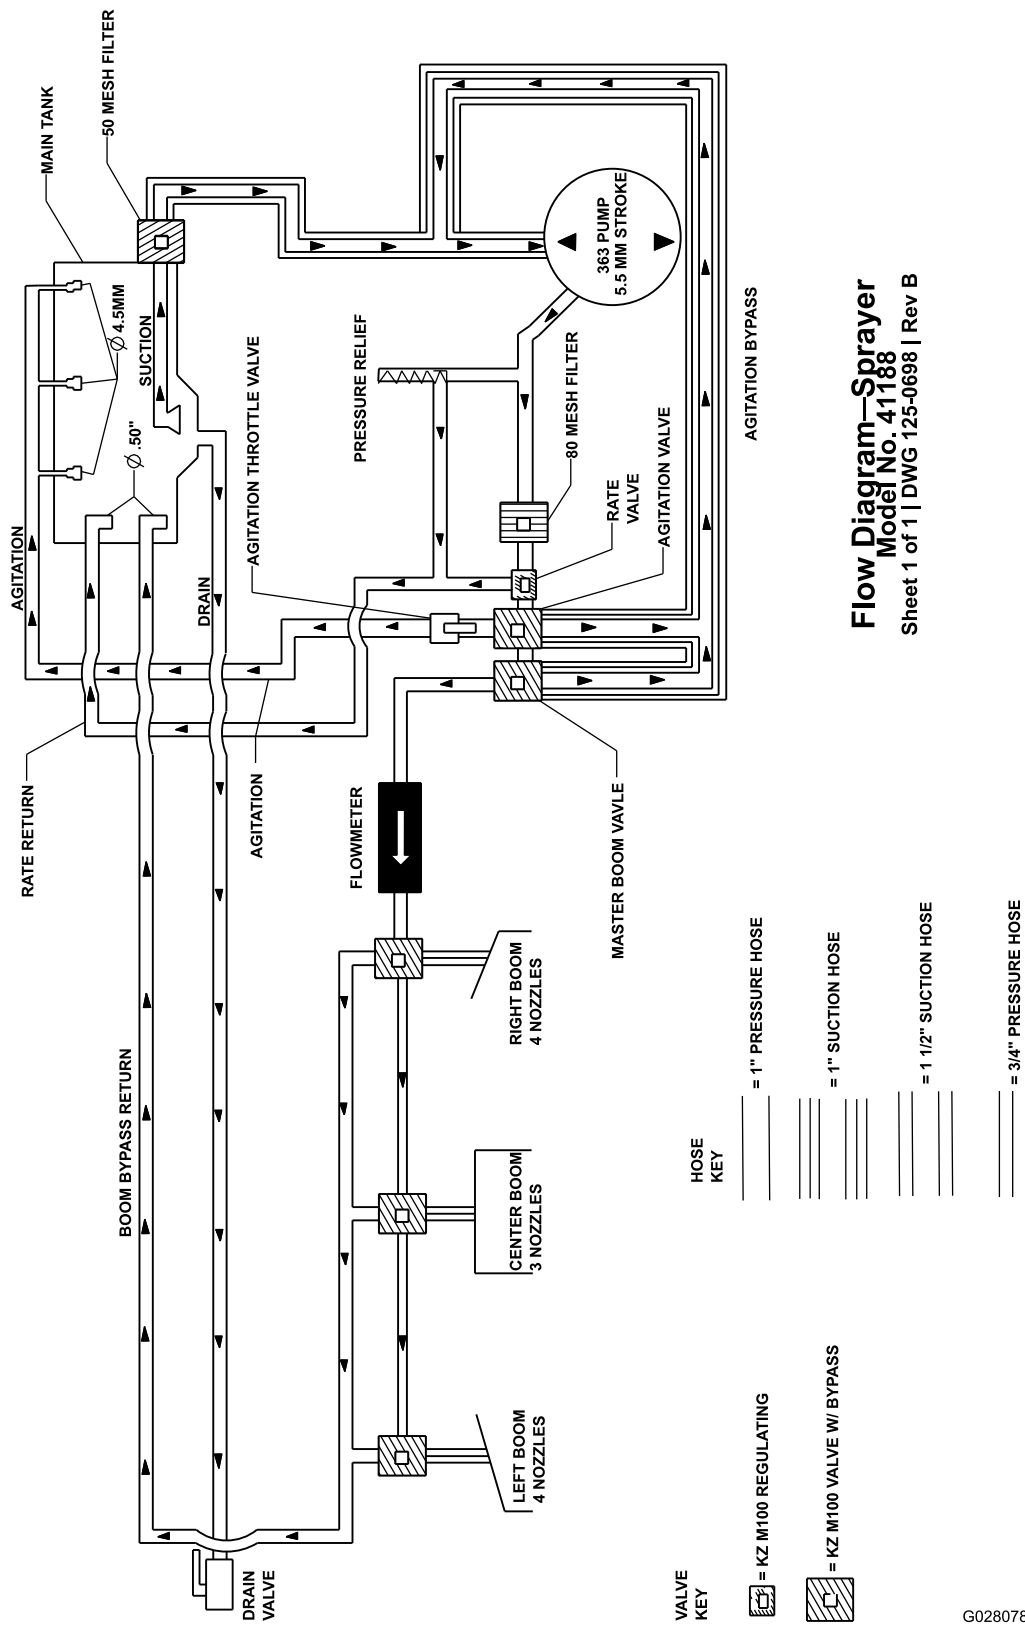 50 MESH FILTER
MAIN TANK
Ø 4.5MM
SUCTION
Ø .50"
AGITATION
DRAIN
AGITATION THROTTLE VALVE
PRESSURE RELIEF
363 PUMP
5.5 MM STROKE
80 MESH FILTER
RATE
VALVE
AGITATION VALVE
AGITATION BYPASS
RATE RETURN
AGITATION
FLOWMETER
MASTER BOOM VAVLE
BOOM BYPASS RETURN
RIGHT BOOM
4 NOZZLES
CENTER BOOM
3 NOZZLES
LEFT BOOM
4 NOZZLES
DRAIN
VALVE
HOSE
KEY
= 1" PRESSURE HOSE
= 1" SUCTION HOSE
= 1 1/2" SUCTION HOSE
= 3/4" PRESSURE HOSE
VALVE
KEY
= KZ M100 REGULATING
= KZ M100 VALVE W/ BYPASS
Flow Diagram—Sprayer
Model No. 41188
Sheet 1 of 1 | DWG 125-0698 | Rev B
G028078